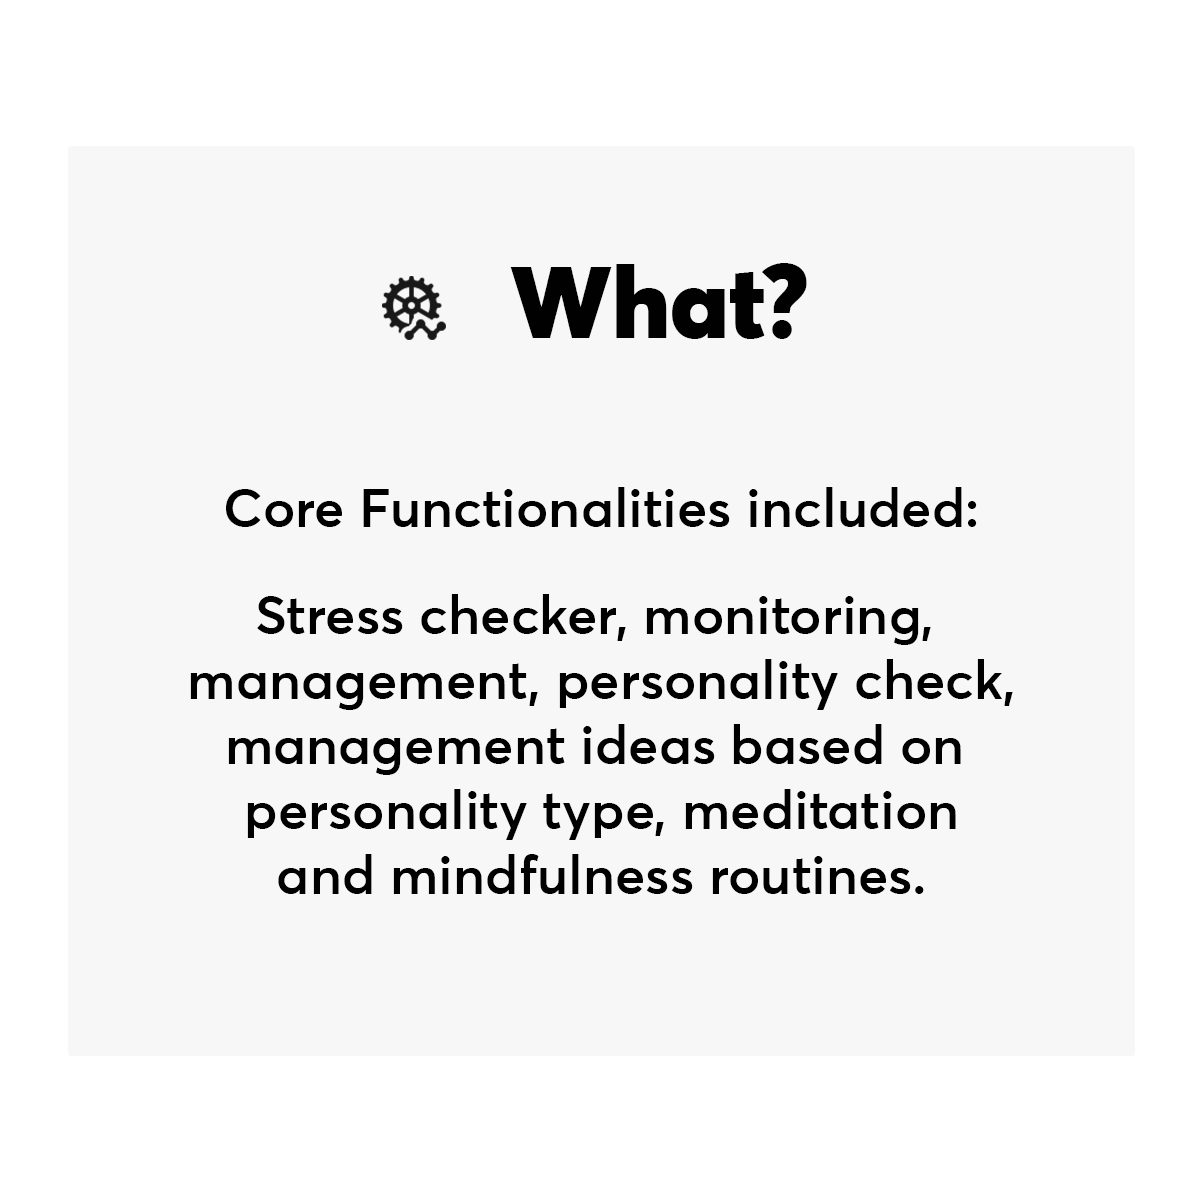 What?
Core Functionalities included:
Stress checker, monitoring,
management, personality check,
management ideas based on
personality type, meditation
and mindfulness routines.